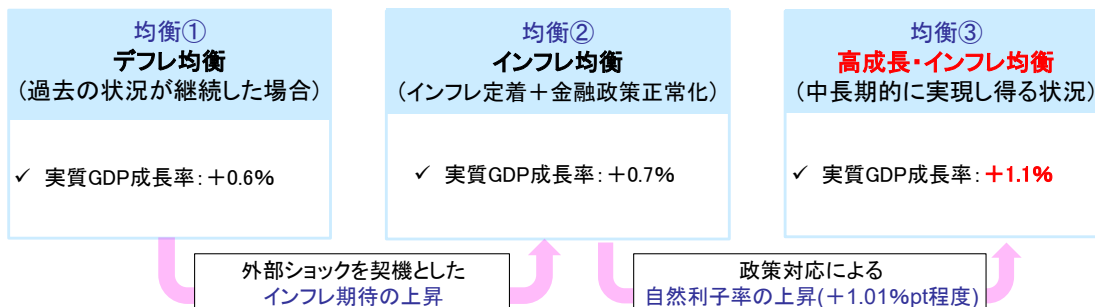 均衡①
デフレ均衡
(過去の状況が継続した場合)
✓ 実質GDP成長率:+0.6%
均衡②
インフレ均衡
(インフレ定着+金融政策正常化)
✓ 実質GDP成長率:+0.7%
均衡③
高成長・インフレ均衡
(中長期的に実現し得る状況)
✓ 実質GDP成長率:+1.1%
外部ショックを契機とした
インフレ期待の上昇
政策対応による
自然利子率の上昇(+1.01%pt程度)